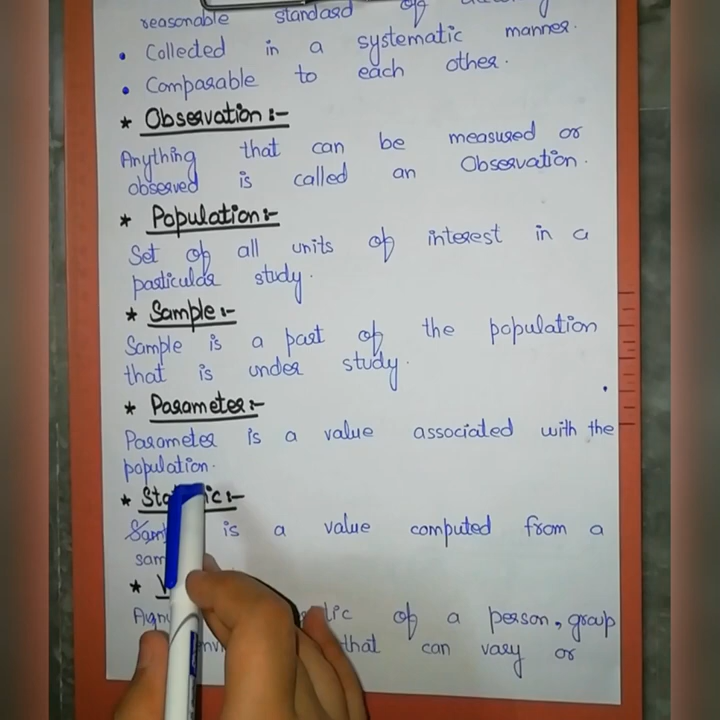 reasonable standard of
• Colleded in a systematic manner.
• Comparable to each other.
* Observation :-
Anything that can be measured or
observed is called an Observation.
* Population :-
Set of all units of interest in a
particular study.
* Sample :-
Sample is a part of the population
that is under study.
* Parameter :-
Parameter is a value associated with the
population.
* :-
is a value computed from a
*
of a person, group
that can vary or